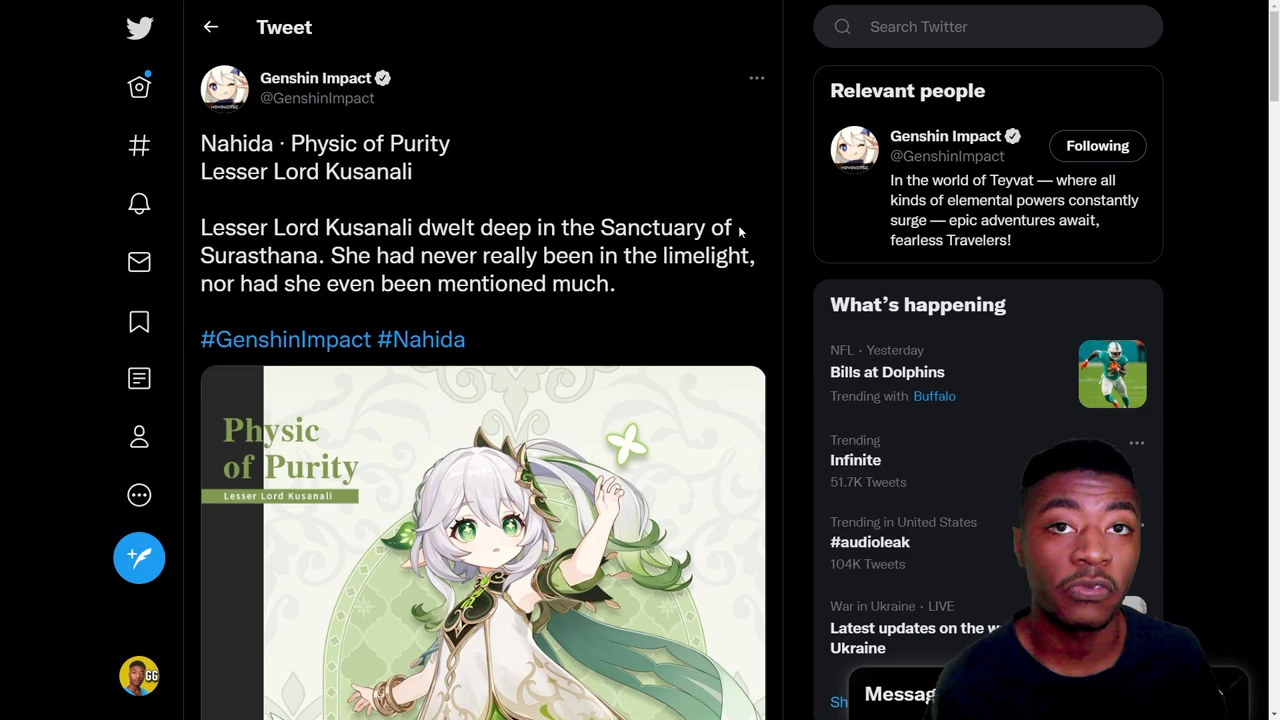 Tweet
Genshin Impact
@GenshinImpact
Nahida · Physic of Purity
Lesser Lord Kusanali
Lesser Lord Kusanali dwelt deep in the Sanctuary of
Surasthana. She had never really been in the limelight,
nor had she even been mentioned much.
#GenshinImpact #Nahida
Physic
of Purity
Lesser Lord Kusanali
Search Twitter
Relevant people
Genshin Impact
@GenshinImpact
Following
In the world of Teyvat — where all
kinds of elemental powers constantly
surge — epic adventures await,
fearless Travelers!
What's happening
NFL · Yesterday
Bills at Dolphins
Trending with Buffalo
Trending
Infinite
51.7K Tweets
Trending in United States
#audioleak
104K Tweets
War in Ukraine · LIVE
Latest updates on the w
Ukraine
Sh
Messag
GG